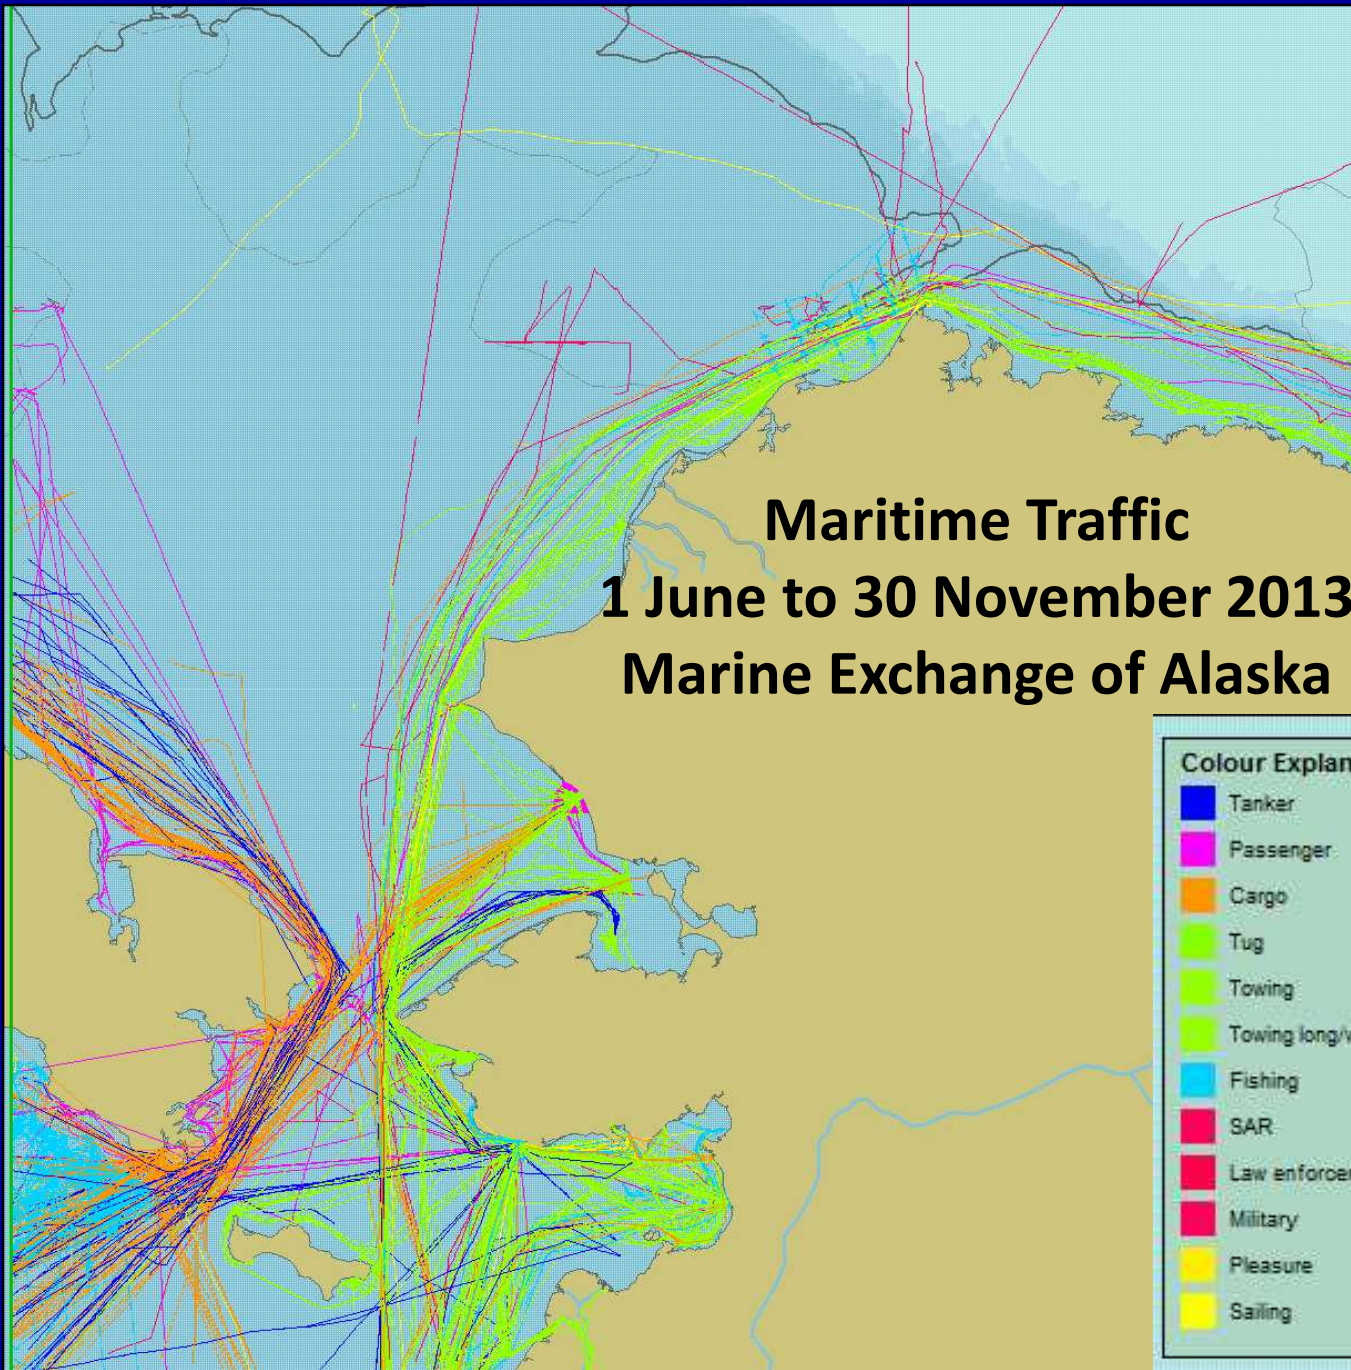 Maritime Traffic
1 June to 30 November 2013
Marine Exchange of Alaska
Colour Explan
Tanker
Passenger
Cargo
Tug
Towing
Towing long/w
Fishing
SAR
Law enforcem
Military
Pleasure
Sailing